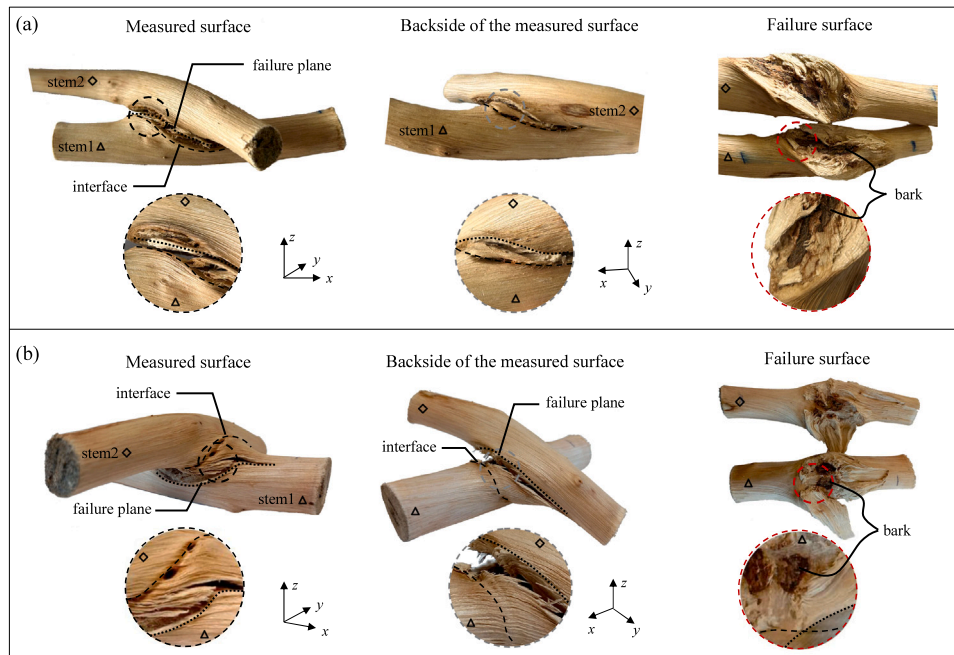 (a)
Measured surface
Backside of the measured surface
Failure surface
failure plane
stem2
stem1
interface
z
y
x
stem2
stem1
z
x
y
bark
(b)
Measured surface
Backside of the measured surface
Failure surface
interface
stem2
failure plane
stem1
z
y
x
failure plane
interface
z
x
y
bark